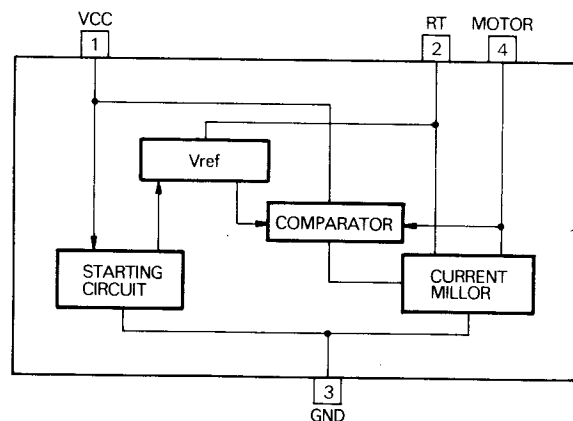 VCC
1
RT
2
MOTOR
4
Vref
COMPARATOR
STARTING
CIRCUIT
CURRENT
MILLOR
3
GND